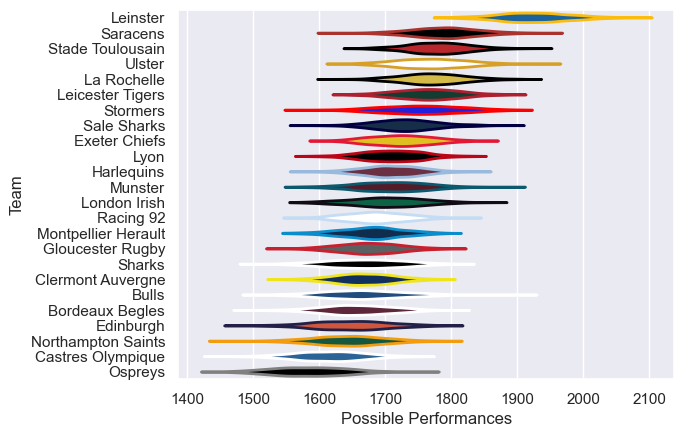 Leinster
Saracens
Stade Toulousain
Ulster
La Rochelle
Leicester Tigers
Stormers
Sale Sharks
Exeter Chiefs
Lyon
Harlequins
Munster
London Irish
Racing 92
Montpellier Herault
Gloucester Rugby
Sharks
Clermont Auvergne
Bulls
Bordeaux Begles
Edinburgh
Northampton Saints
Castres Olympique
Ospreys
Team
1400 1500 1600 1700 1800 1900 2000 2100
Possible Performances